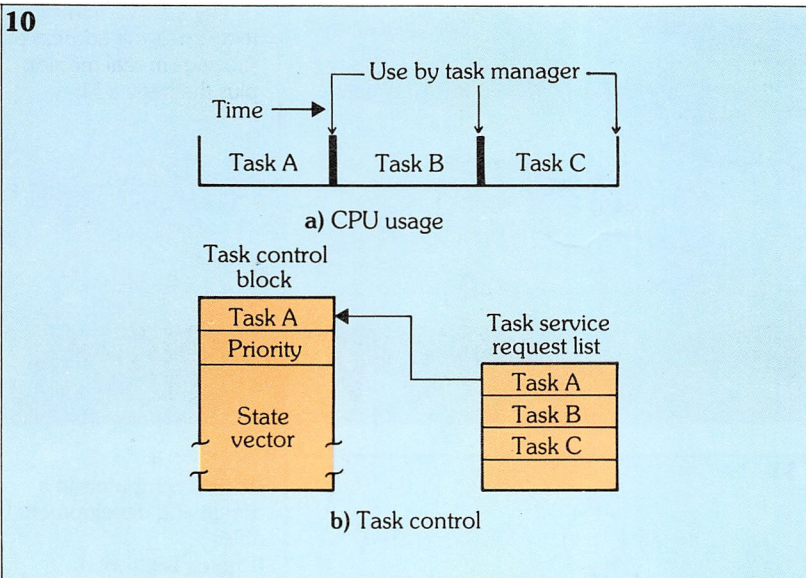 10
Use by task manager
Time
Task A
Task B
Task C
a) CPU usage
Task control
block
Task A
Priority
State
vector
Task service
request list
Task A
Task B
Task C
b) Task control